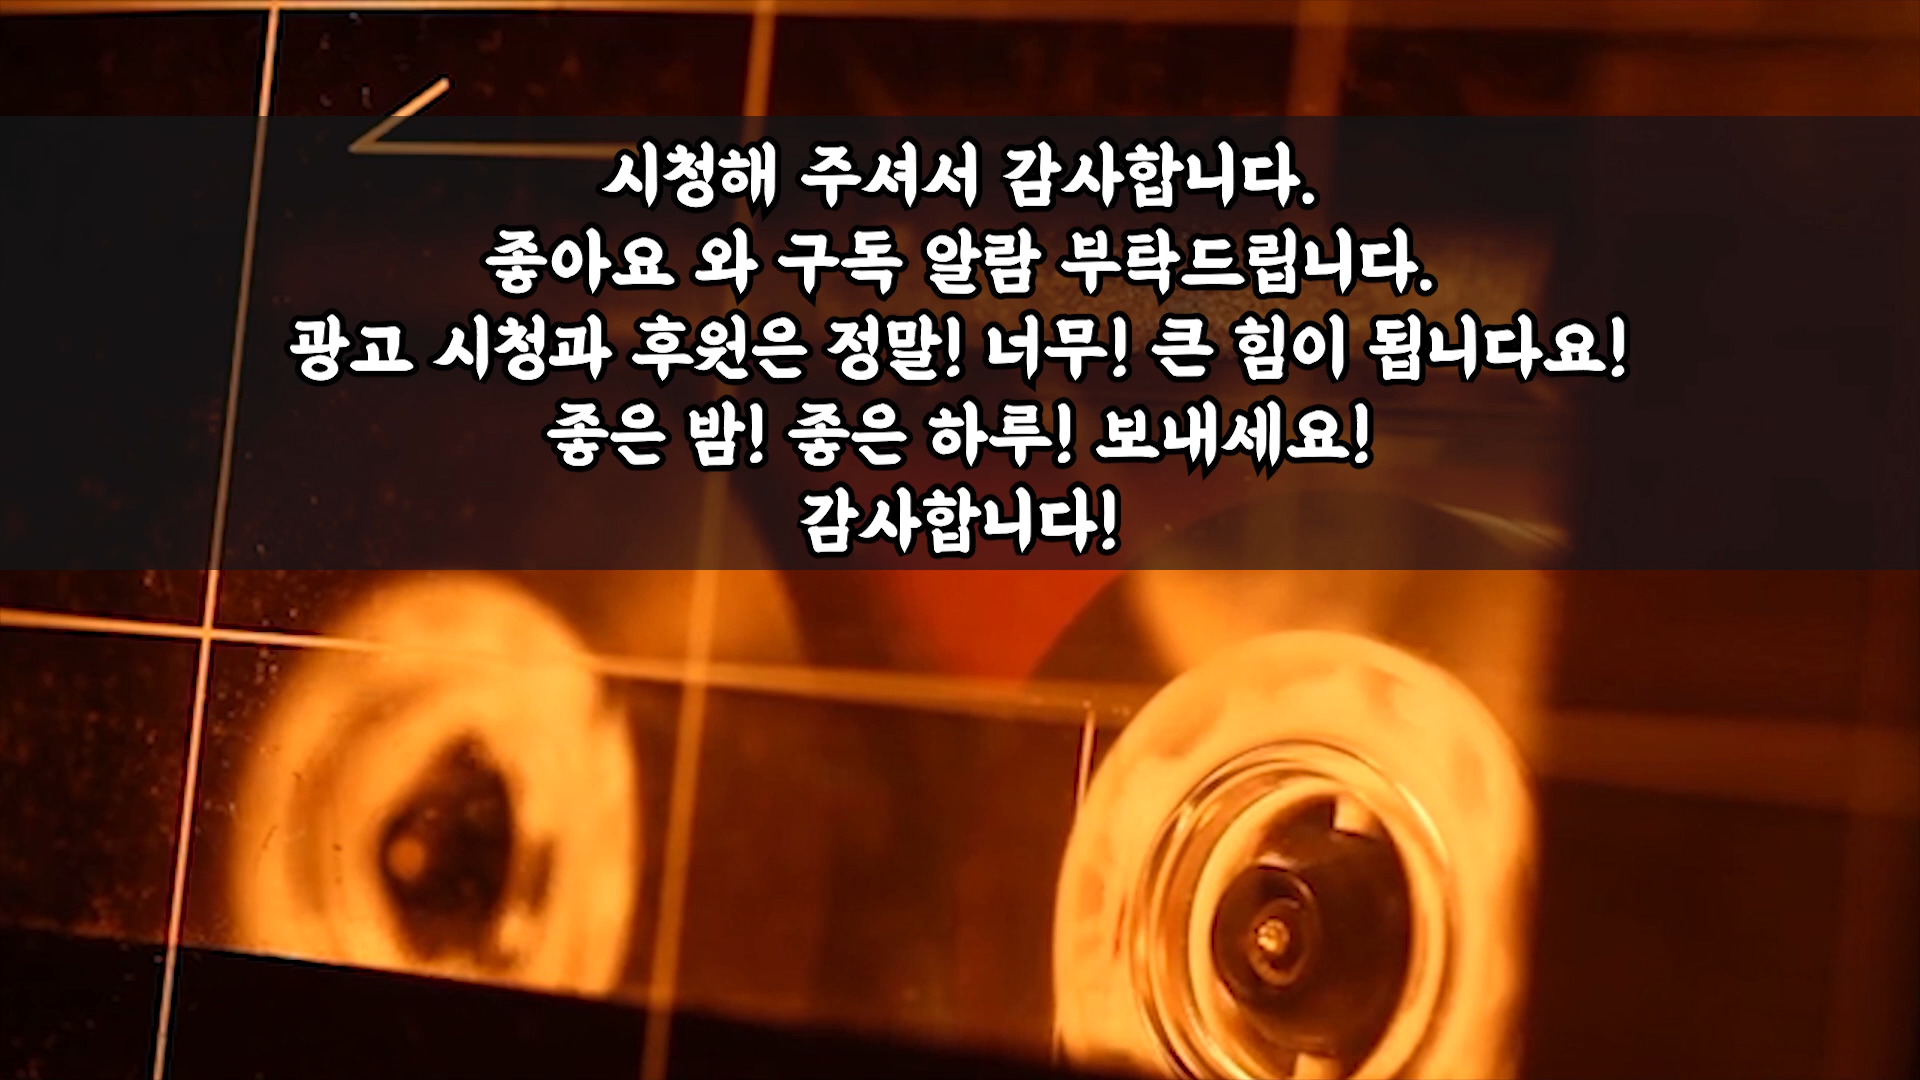 시청해 주셔서 감사합니다.
좋아요 와 구독 알람 부탁드립니다.
광고 시청과 후원은 정말! 너무! 큰 힘이 됩니다요!
좋은 밤! 좋은 하루! 보내세요!
감사합니다!